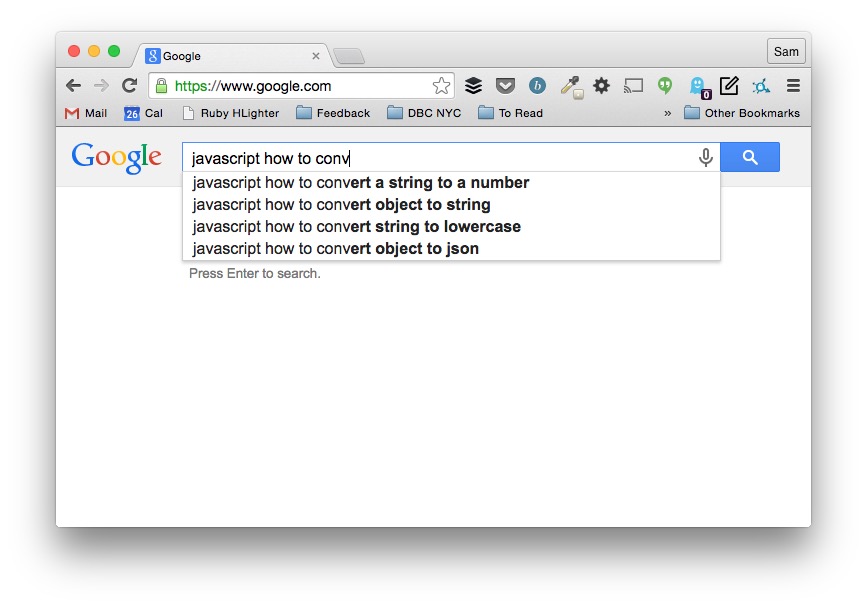 Google
Sam
https://www.google.com
b
0
Mail
26 Cal
Ruby HLighter
Feedback
DBC NYC
To Read
» Other Bookmarks
Google
javascript how to conv
javascript how to convert a string to a number
javascript how to convert object to string
javascript how to convert string to lowercase
javascript how to convert object to json
Press Enter to search.